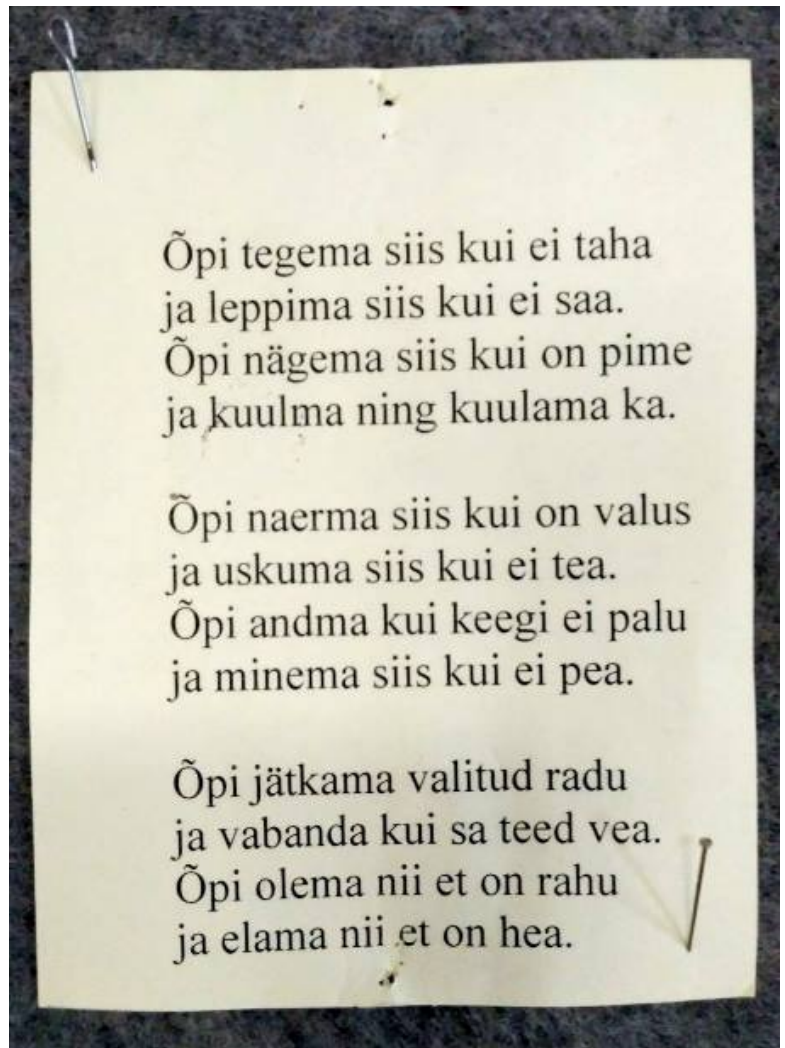 Õpi tegema siis kui ei taha
ja leppima siis kui ei saa.
Õpi nägema siis kui on pime
ja kuulma ning kuulama ka.
Õpi naerma siis kui on valus
ja uskuma siis kui ei tea.
Õpi andma kui keegi ei palu
ja minema siis kui ei pea.
Õpi jätkama valitud radu
ja vabanda kui sa teed vea.
Õpi olema nii et on rahu
ja elama nii et on hea.